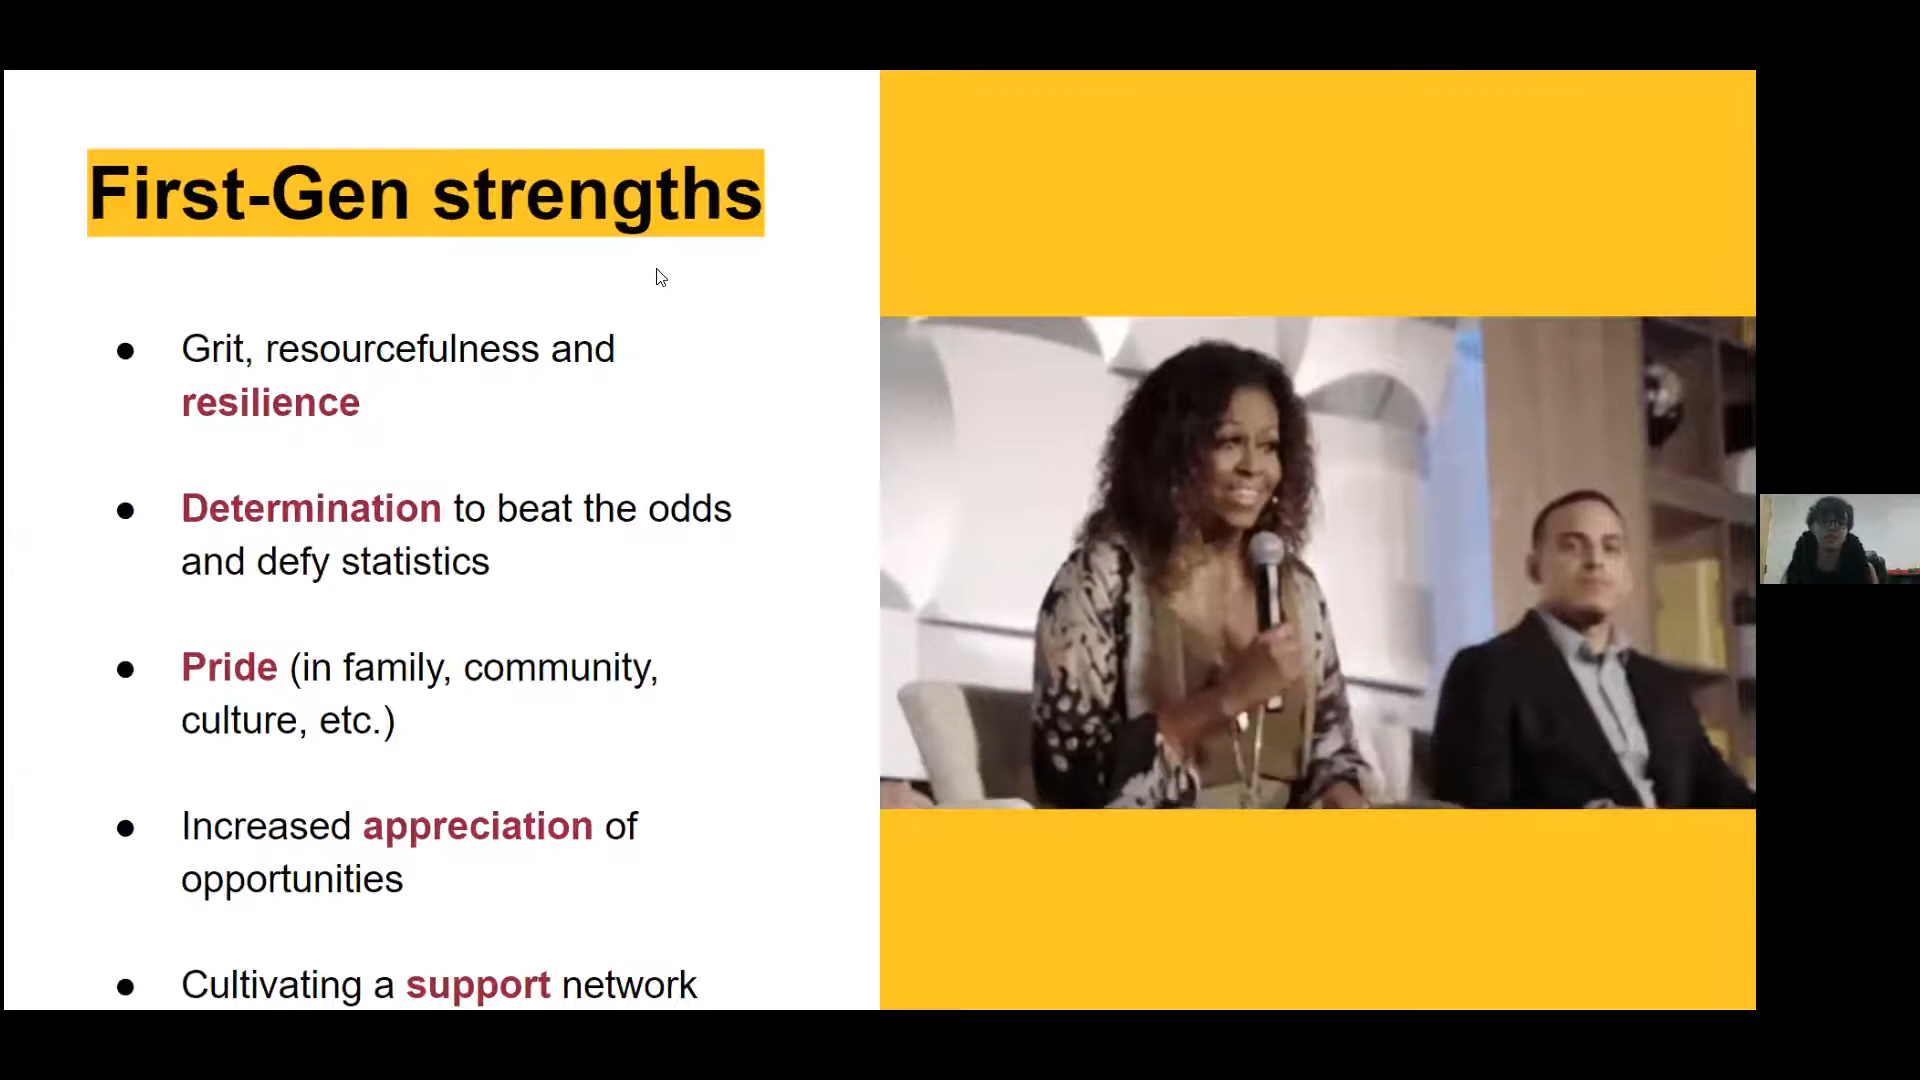 First-Gen strengths
● Grit, resourcefulness and
resilience
● Determination to beat the odds
and defy statistics
● Pride (in family, community,
culture, etc.)
● Increased appreciation of
opportunities
● Cultivating a support network